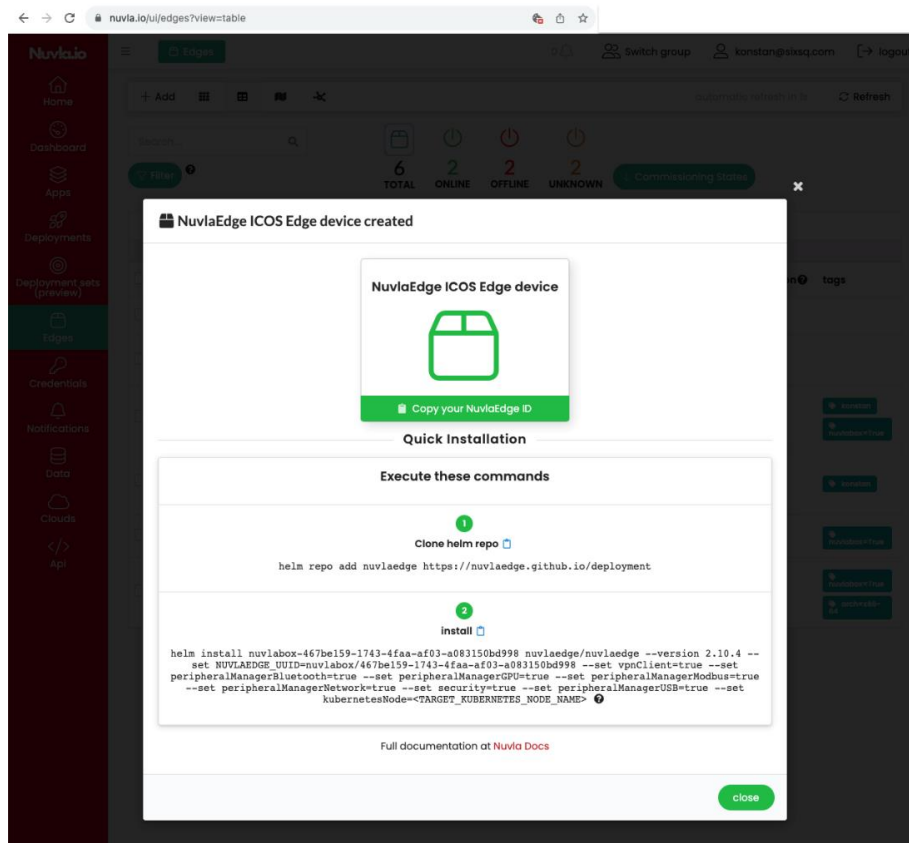 nuvla.io/ui/edges?view=table
Nuvla.io
Edges
Switch group
konstan@sixsq.com
logout
Home
Dashboard
Apps
Deployments
Deployment sets
(preview)
Edges
Credentials
Notifications
Data
Clouds
Api
Add
Refresh
Search...
Filter
6
TOTAL
2
ONLINE
2
OFFLINE
2
UNKNOWN
Commissioning States
tags
NuvlaEdge ICOS Edge device created
NuvlaEdge ICOS Edge device
Copy your NuvlaEdge ID
Quick Installation
Execute these commands
1
Clone helm repo
helm repo add nuvlaedge https://nuvlaedge.github.io/deployment
2
install
helm install nuvlabox-467be159-1743-4faa-af03-a083150bd998 nuvlaedge/nuvlaedge --version 2.10.4 --
set NUVLAEDGE_UUID=nuvlabox/467be159-1743-4faa-af03-a083150bd998 --set vpnClient=true --set
peripheralManagerBluetooth=true --set peripheralManagerGPU=true --set peripheralManagerModbus=true
--set peripheralManagerNetwork=true --set security=true --set peripheralManagerUSB=true --set
kubernetesNode=<TARGET_KUBERNETES_NODE_NAME>
Full documentation at Nuvla Docs
close